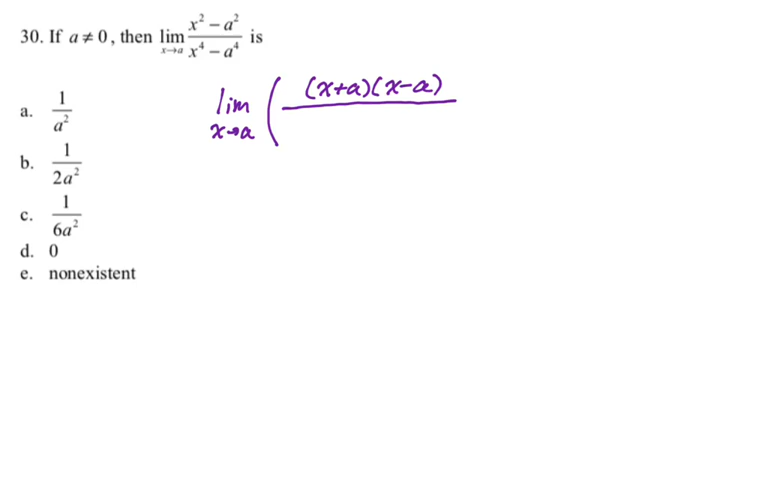 30. If a ≠ 0, then lim x→a (x² − a²)/(x⁴ − a⁴) is
lim x→a ( (x+a)(x−a)
a. 1/a²
b. 1/2a²
c. 1/6a²
d. 0
e. nonexistent